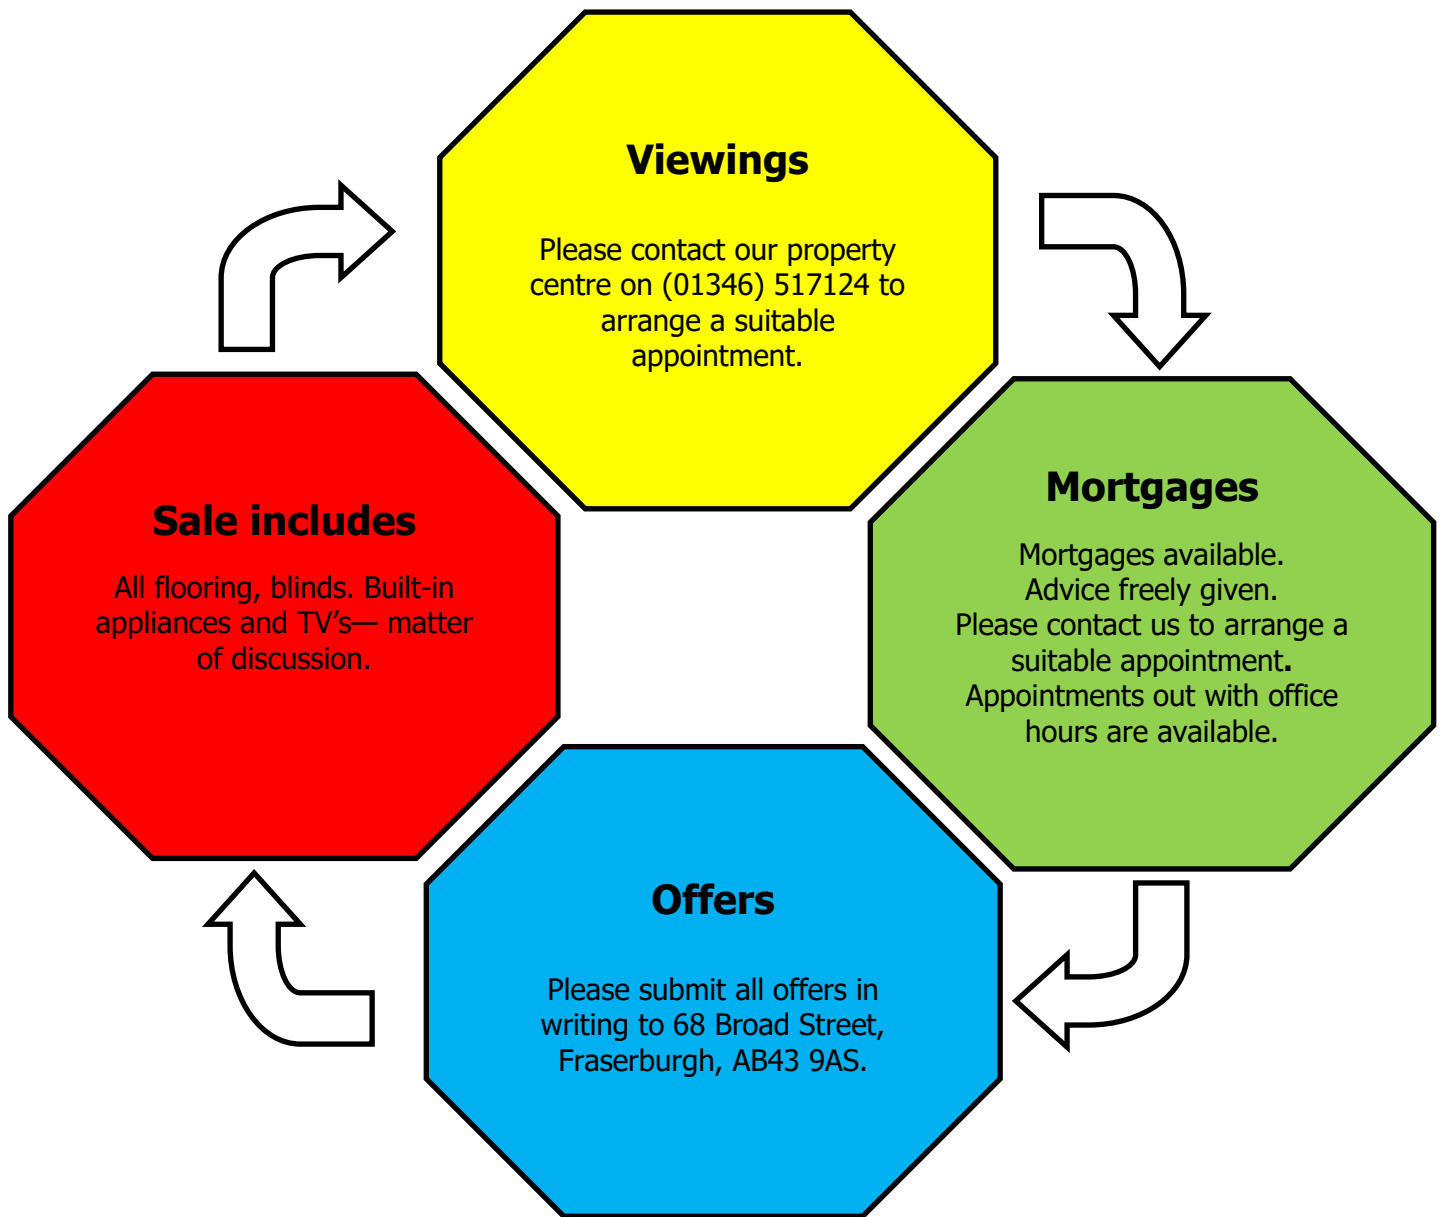 Viewings
Please contact our property
centre on (01346) 517124 to
arrange a suitable
appointment.
Mortgages
Mortgages available.
Advice freely given.
Please contact us to arrange a
suitable appointment.
Appointments out with office
hours are available.
Sale includes
All flooring, blinds. Built-in
appliances and TV’s— matter
of discussion.
Offers
Please submit all offers in
writing to 68 Broad Street,
Fraserburgh, AB43 9AS.